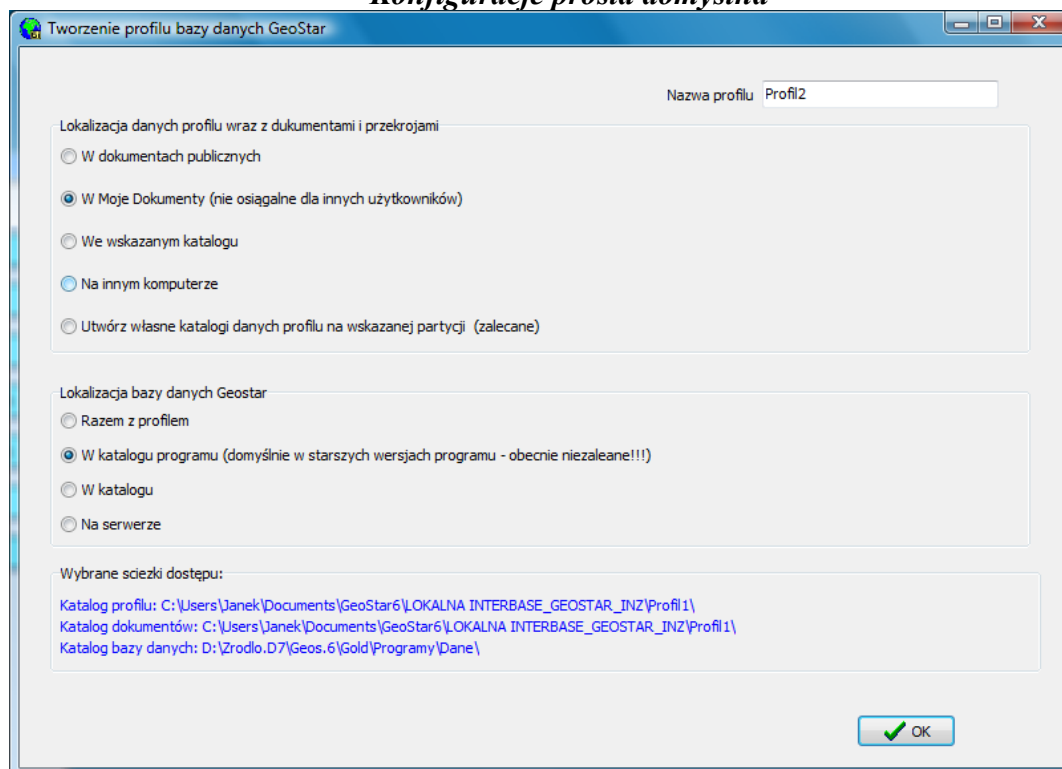 Konfiguracje prosta domyślna
Tworzenie profilu bazy danych GeoStar
Nazwa profilu Profil2
Lokalizacja danych profilu wraz z dukumentami i przekrojami
W dokumentach publicznych
W Moje Dokumenty (nie osiągalne dla innych użytkowników)
We wskazanym katalogu
Na innym komputerze
Utwórz własne katalogi danych profilu na wskazanej partycji (zalecane)
Lokalizacja bazy danych Geostar
Razem z profilem
W katalogu programu (domyślnie w starszych wersjach programu - obecnie niezaleane!!!)
W katalogu
Na serwerze
Wybrane sciezki dostępu:
Katalog profilu: C:\Users\Janek\Documents\GeoStar6\LOKALNA INTERBASE_GEOSTAR_INZ\Profil1\
Katalog dokumentów: C:\Users\Janek\Documents\GeoStar6\LOKALNA INTERBASE_GEOSTAR_INZ\Profil1\
Katalog bazy danych: D:\Zrodlo.D7\Geos.6\Gold\Programy\Dane\
OK